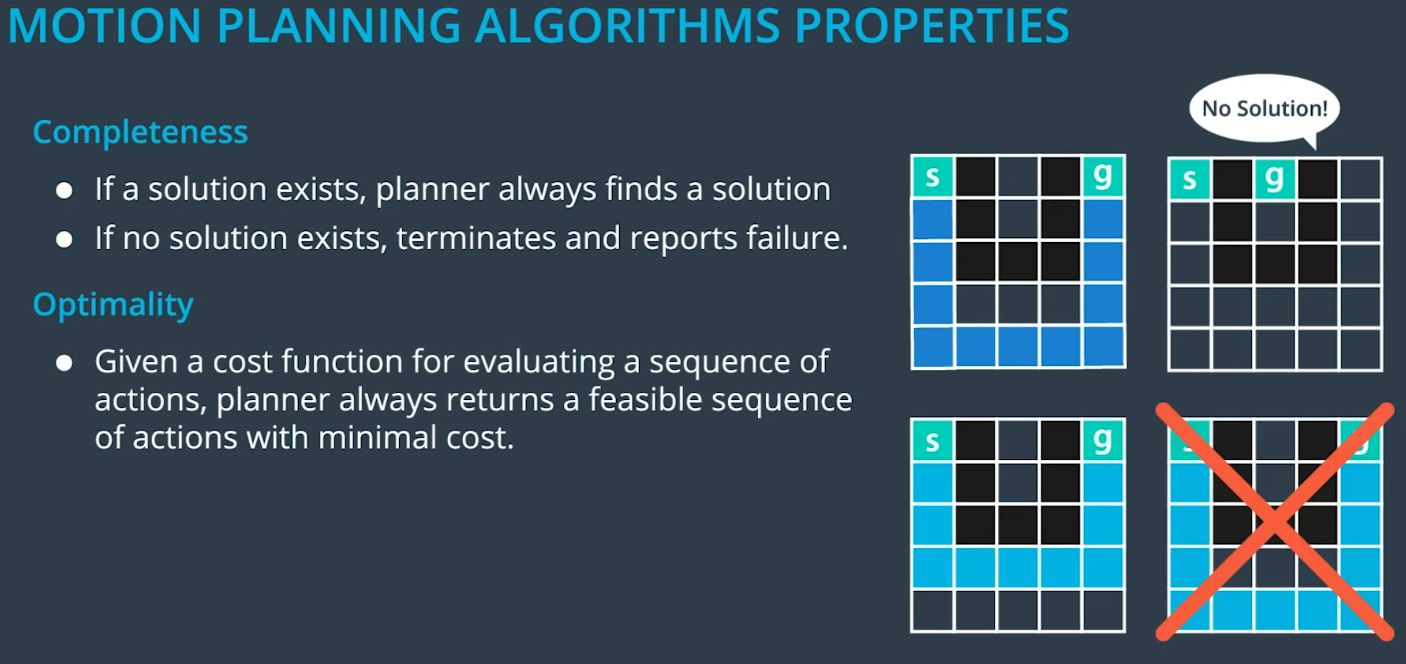 MOTION PLANNING ALGORITHMS PROPERTIES
Completeness
● If a solution exists, planner always finds a solution
● If no solution exists, terminates and reports failure.
Optimality
● Given a cost function for evaluating a sequence of
actions, planner always returns a feasible sequence
of actions with minimal cost.
No Solution!
s g
s g
s g